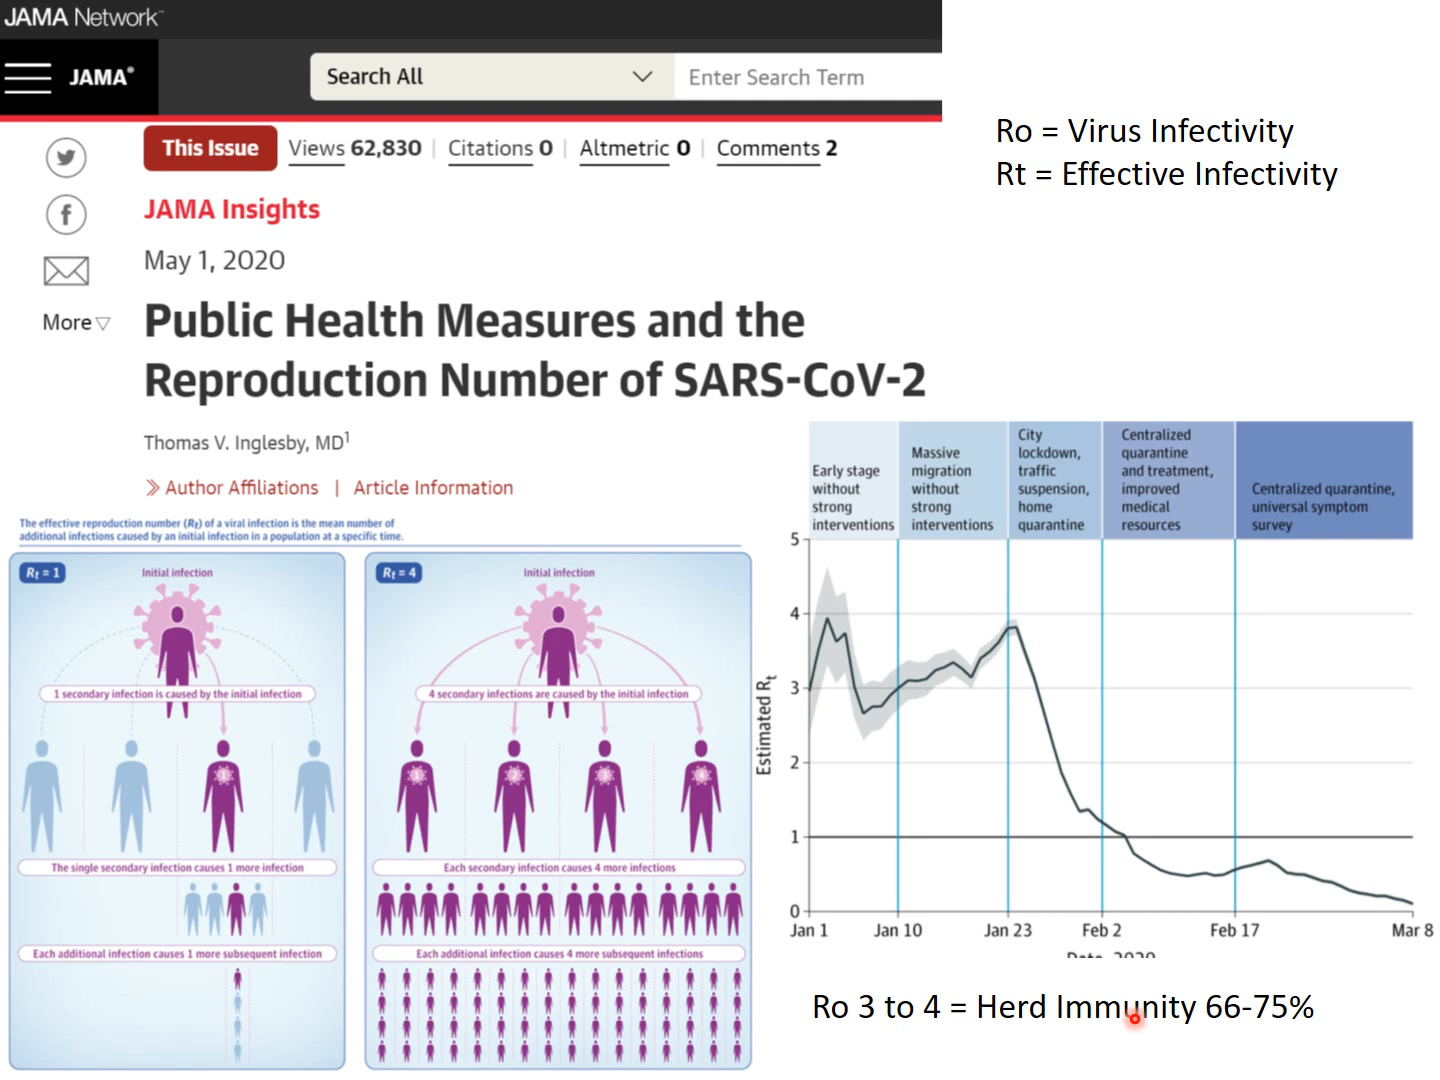 JAMA Network
JAMA®
Search All
Enter Search Term
This Issue
Views 62,830 | Citations 0 | Altmetric 0 | Comments 2
JAMA Insights
May 1, 2020
More
Public Health Measures and the
Reproduction Number of SARS-CoV-2
Thomas V. Inglesby, MD1
Author Affiliations | Article Information
Ro = Virus Infectivity
Rt = Effective Infectivity
The effective reproduction number (Rt) of a viral infection is the mean number of
additional infections caused by an initial infection in a population at a specific time.
Rt = 1
Initial infection
1 secondary infection is caused by the initial infection
1
The single secondary infection causes 1 more infection
Each additional infection causes 1 more subsequent infection
Rt = 4
Initial infection
4 secondary infections are caused by the initial infection
1 2 3 4
Each secondary infection causes 4 more infections
Each additional infection causes 4 more subsequent infections
Early stage
without
strong
interventions
Massive
migration
without
strong
interventions
City
lockdown,
traffic
suspension,
home
quarantine
Centralized
quarantine
and treatment,
improved
medical
resources
Centralized quarantine,
universal symptom
survey
Estimated Rt
5
4
3
2
1
0
Jan 1 Jan 10 Jan 23 Feb 2 Feb 17 Mar 8
Date, 2020
Ro 3 to 4 = Herd Immunity 66-75%